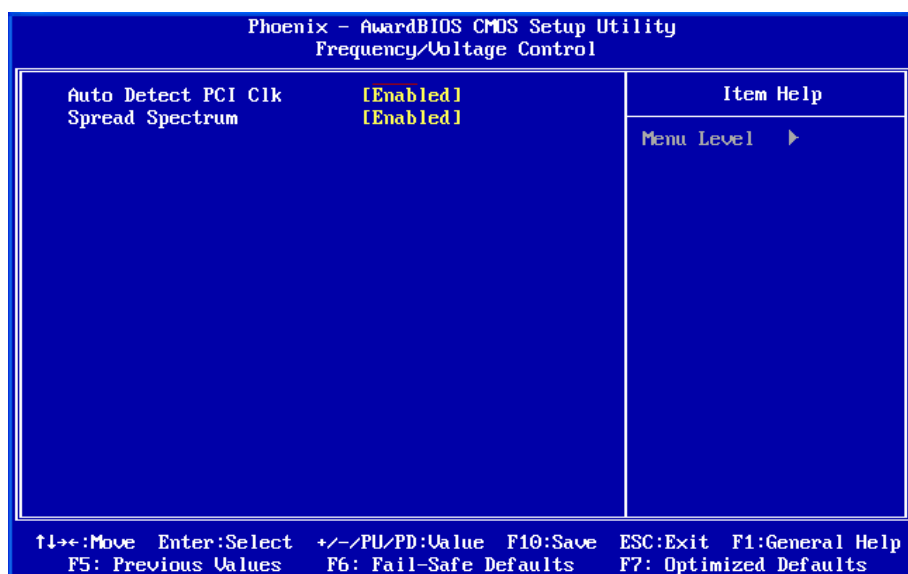 Phoenix - AwardBIOS CMOS Setup Utility
Frequency/Voltage Control
Auto Detect PCI Clk [Enabled]
Spread Spectrum [Enabled]
Item Help
Menu Level ▶
↑↓→←:Move Enter:Select +/-/PU/PD:Value F10:Save ESC:Exit F1:General Help
F5: Previous Values F6: Fail-Safe Defaults F7: Optimized Defaults